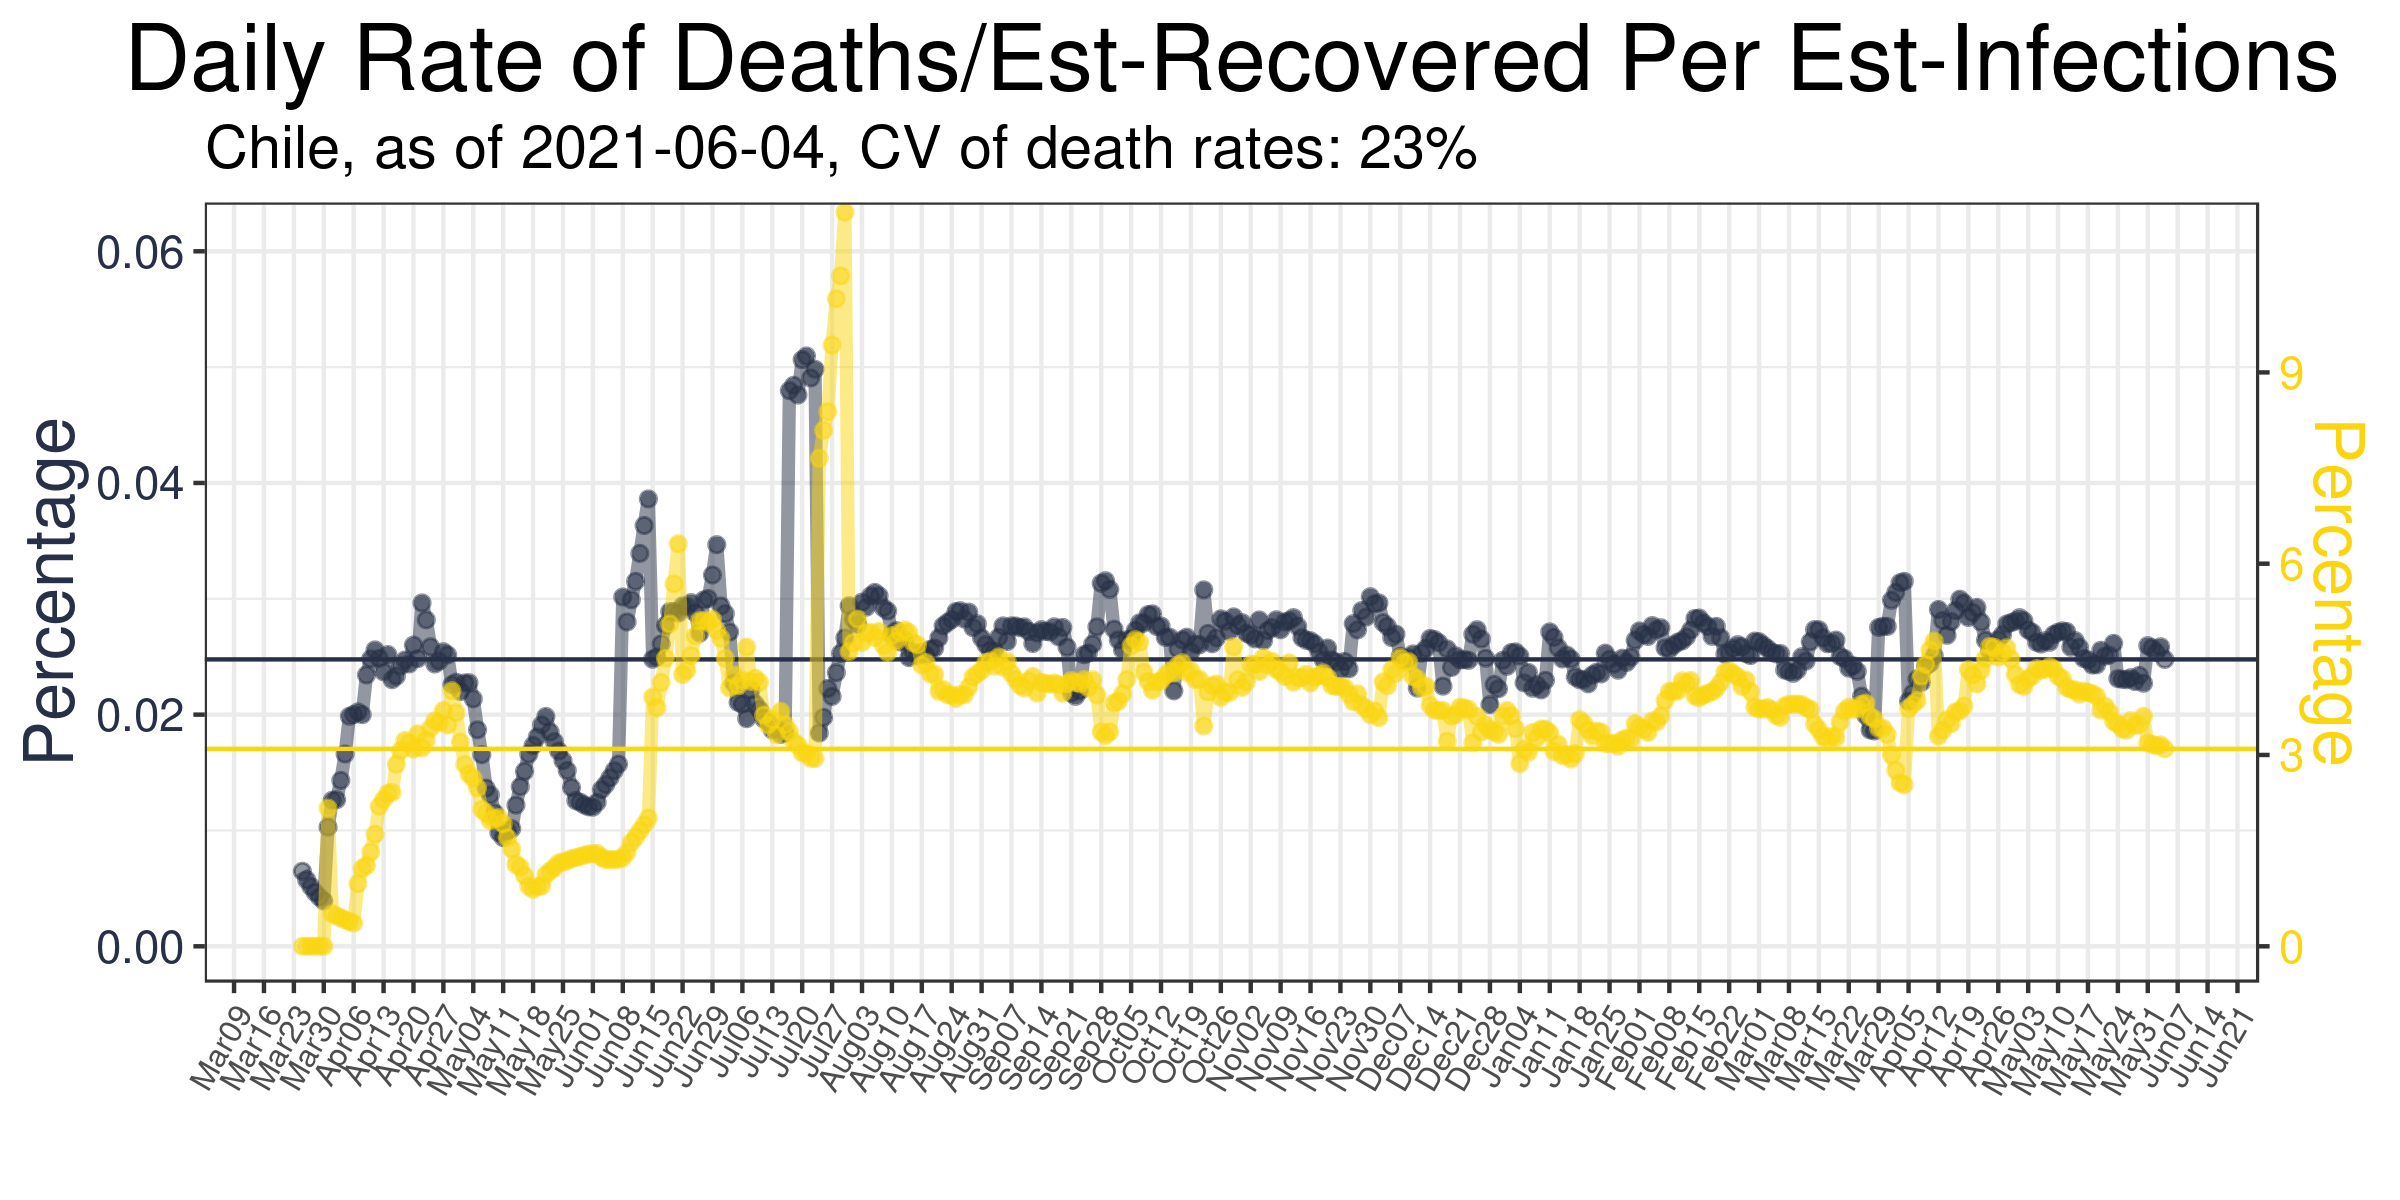 Daily Rate of Deaths/Est-Recovered Per Est-Infections
Chile, as of 2021-06-04, CV of death rates: 23%
Percentage
0.06
0.04
0.02
0.00
9
6
3
0
Percentage
Mar09
Mar16
Mar23
Mar30
Apr06
Apr13
Apr20
Apr27
May04
May11
May18
May25
Jun01
Jun08
Jun15
Jun22
Jun29
Jul06
Jul13
Jul20
Jul27
Aug03
Aug10
Aug17
Aug24
Aug31
Sep07
Sep14
Sep21
Sep28
Oct05
Oct12
Oct19
Oct26
Nov02
Nov09
Nov16
Nov23
Nov30
Dec07
Dec14
Dec21
Dec28
Jan04
Jan11
Jan18
Jan25
Feb01
Feb08
Feb15
Feb22
Mar01
Mar08
Mar15
Mar22
Mar29
Apr05
Apr12
Apr19
Apr26
May03
May10
May17
May24
May31
Jun07
Jun14
Jun21